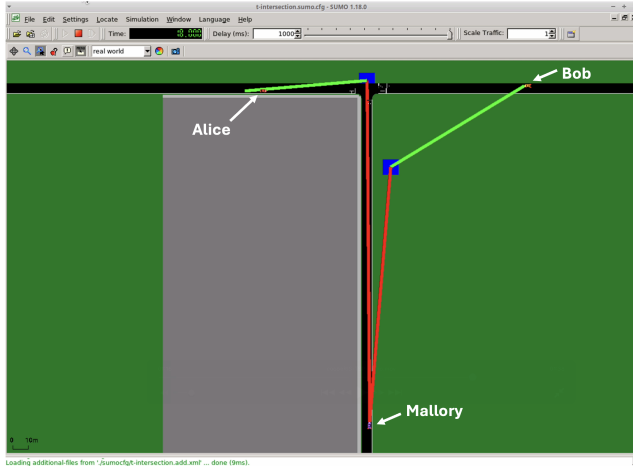 t-intersection.sumo.cfg - SUMO 1.18.0
File Edit Settings Locate Simulation Window Language Help
Time: Delay (ms): 1000 Scale Traffic: 1
real world
Bob
Alice
Mallory
0 10m
Loading additional-files from './sumocfg/t-intersection.add.xml' ... done (9ms).